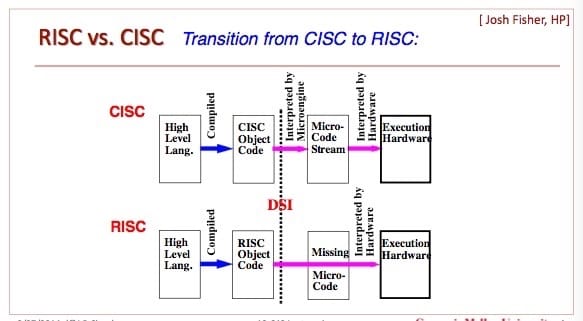 [ Josh Fisher, HP]
RISC vs. CISC Transition from CISC to RISC:
CISC
High
Level
Lang.
Compiled
CISC
Object
Code
Interpreted by
Microengine
Micro-
Code
Stream
Interpreted by
Hardware
Execution
Hardware
DSI
RISC
High
Level
Lang.
Compiled
RISC
Object
Code
Missing
Micro-
Code
Interpreted by
Hardware
Execution
Hardware